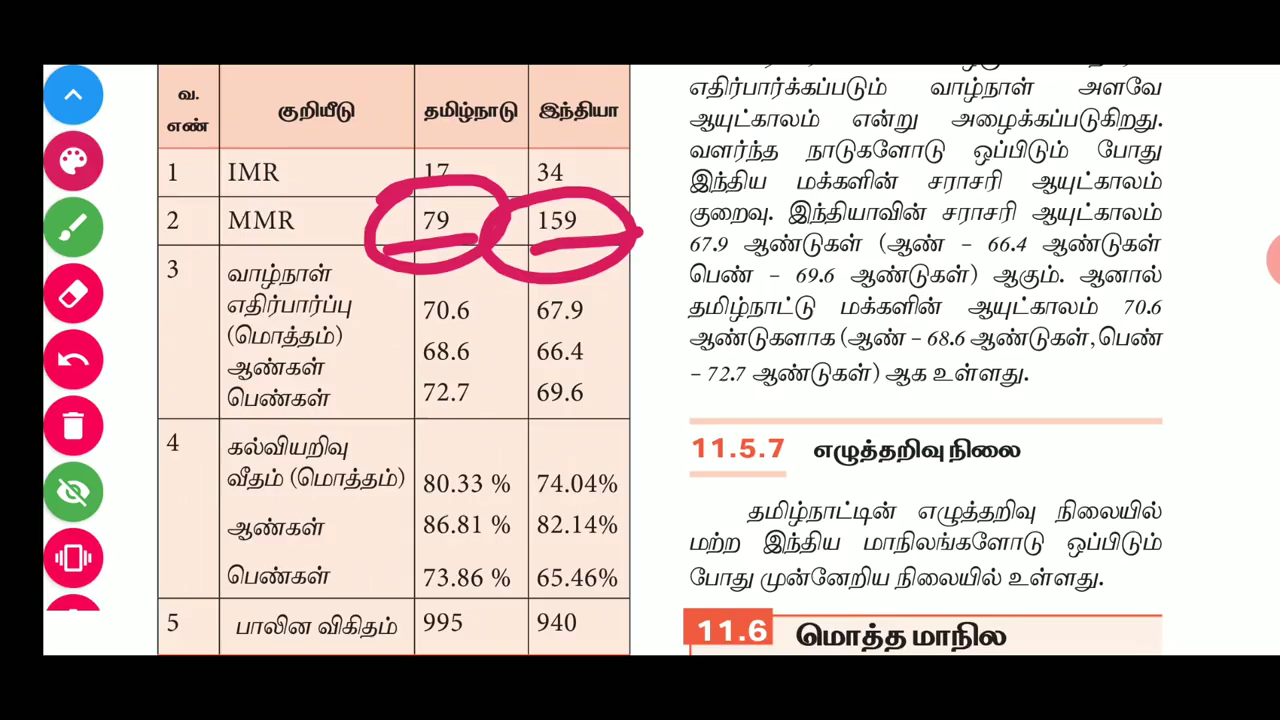 வ. எண் குறியீடு தமிழ்நாடு இந்தியா
1 IMR 17 34
2 MMR 79 159
3 வாழ்நாள்
எதிர்பார்ப்பு 70.6 67.9
(மொத்தம்)
ஆண்கள் 68.6 66.4
பெண்கள் 72.7 69.6
4 கல்வியறிவு
வீதம் (மொத்தம்) 80.33 % 74.04%
ஆண்கள் 86.81 % 82.14%
பெண்கள் 73.86 % 65.46%
5 பாலின விகிதம் 995 940
எதிர்பார்க்கப்படும் வாழ்நாள் அளவே
ஆயுட்காலம் என்று அழைக்கப்படுகிறது.
வளர்ந்த நாடுகளோடு ஒப்பிடும் போது
இந்திய மக்களின் சராசரி ஆயுட்காலம்
குறைவு. இந்தியாவின் சராசரி ஆயுட்காலம்
67.9 ஆண்டுகள் (ஆண் – 66.4 ஆண்டுகள்
பெண் – 69.6 ஆண்டுகள்) ஆகும். ஆனால்
தமிழ்நாட்டு மக்களின் ஆயுட்காலம் 70.6
ஆண்டுகளாக (ஆண் – 68.6 ஆண்டுகள், பெண்
– 72.7 ஆண்டுகள்) ஆக உள்ளது.
11.5.7 எழுத்தறிவு நிலை
தமிழ்நாட்டின் எழுத்தறிவு நிலையில்
மற்ற இந்திய மாநிலங்களோடு ஒப்பிடும்
போது முன்னேறிய நிலையில் உள்ளது.
11.6 மொத்த மாநில